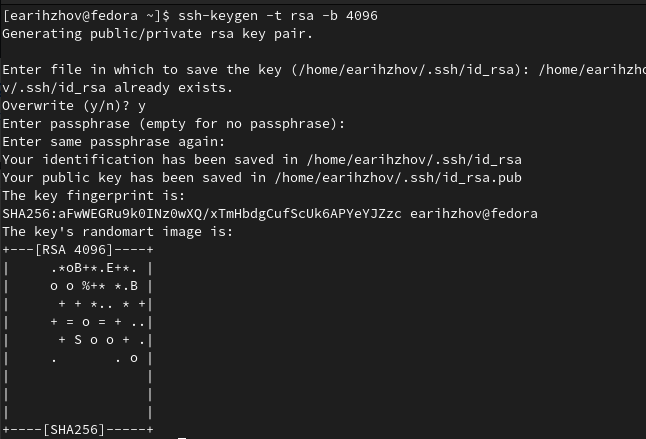 [earihzhov@fedora ~]$ ssh-keygen -t rsa -b 4096
Generating public/private rsa key pair.
Enter file in which to save the key (/home/earihzhov/.ssh/id_rsa): /home/earihzho
v/.ssh/id_rsa already exists.
Overwrite (y/n)? y
Enter passphrase (empty for no passphrase):
Enter same passphrase again:
Your identification has been saved in /home/earihzhov/.ssh/id_rsa
Your public key has been saved in /home/earihzhov/.ssh/id_rsa.pub
The key fingerprint is:
SHA256:aFwWEGRu9k0INz0wXQ/xTmHbdgCufScUk6APYeYJZzc earihzhov@fedora
The key's randomart image is:
+---[RSA 4096]----+
|     .*oB+*.E+*. |
|     o o %+* *.B |
|      + + *.. * +|
|     + = o = + ..|
|      + S o o + .|
|     .       . o |
|                 |
|                 |
|                 |
+----[SHA256]-----+